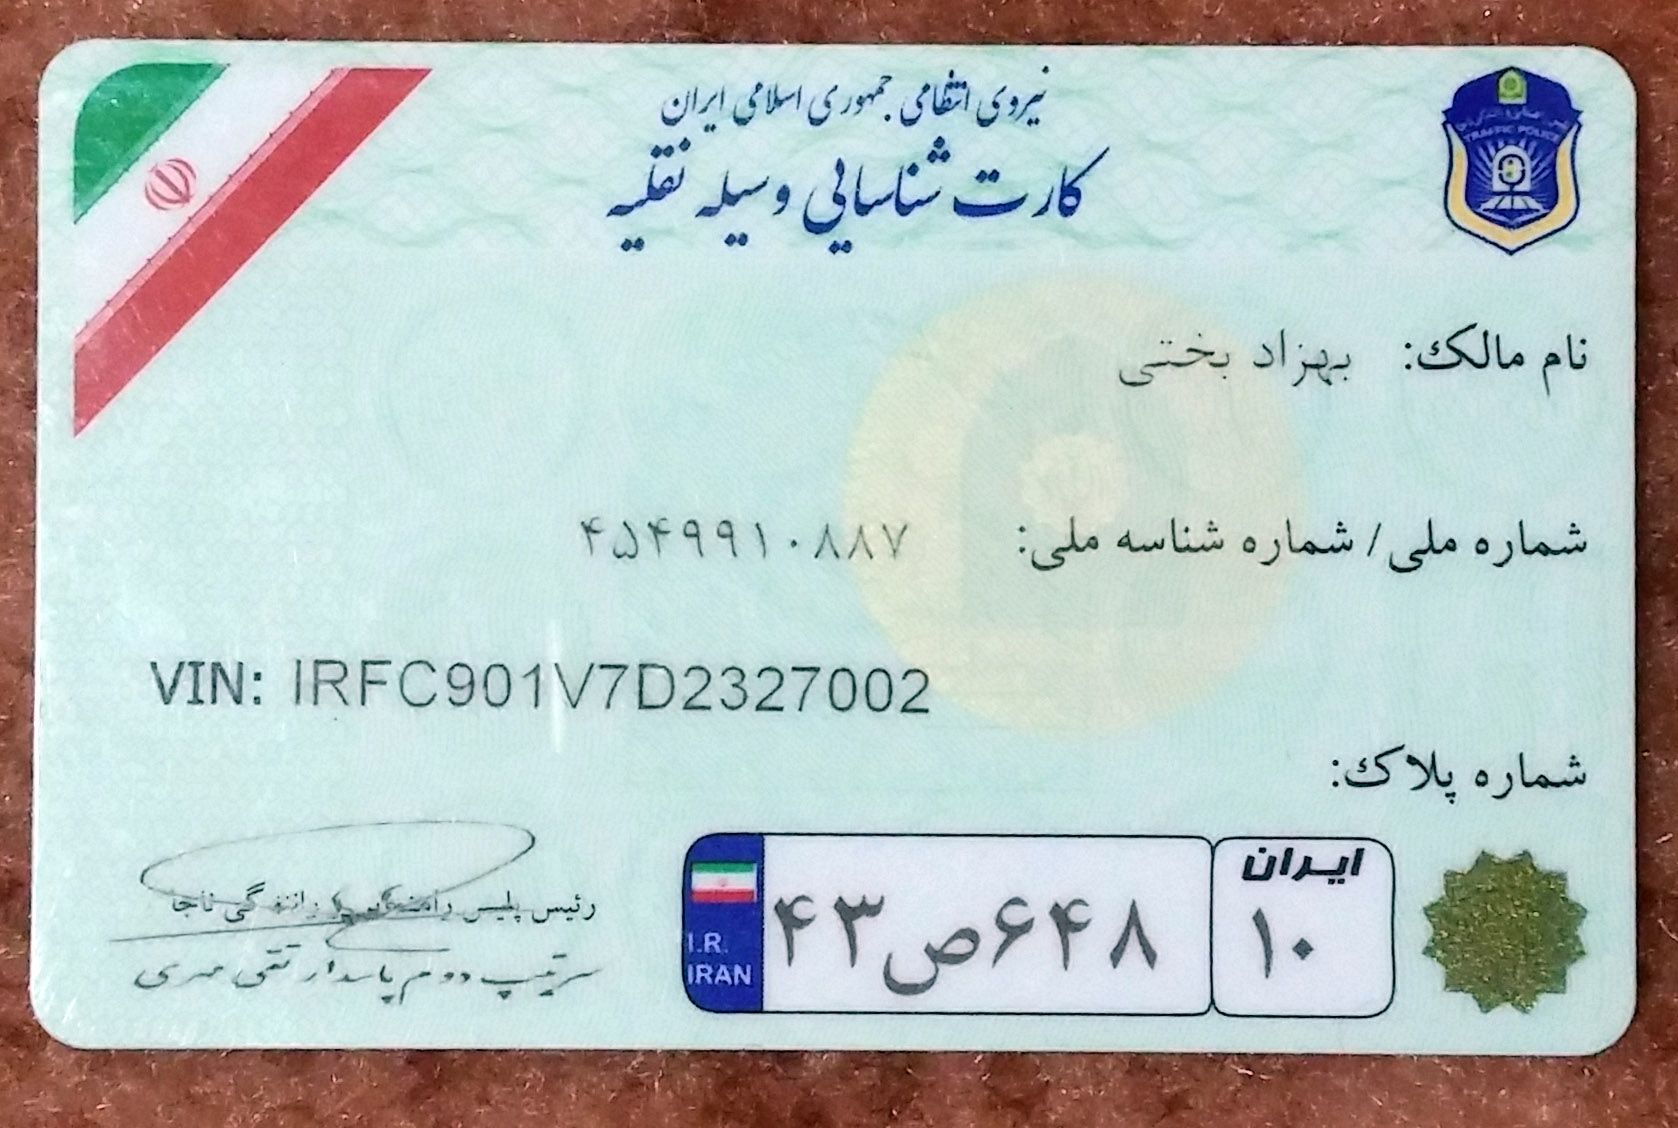 نیروی انتظامی جمهوری اسلامی ایران
کارت شناسایی وسیله نقلیه
TRAFFIC POLICE
نام مالک: بهزاد بختی
شماره ملی / شماره شناسه ملی: ۴۵۴۹۹۱۰۸۸۷
VIN: IRFC901V7D2327002
شماره پلاک:
ایران
I.R. IRAN ۴۳ص۶۴۸ ۱۰
رئیس پلیس راهنمایی و رانندگی ناجا
سرتیپ دوم پاسدار تقی مهری